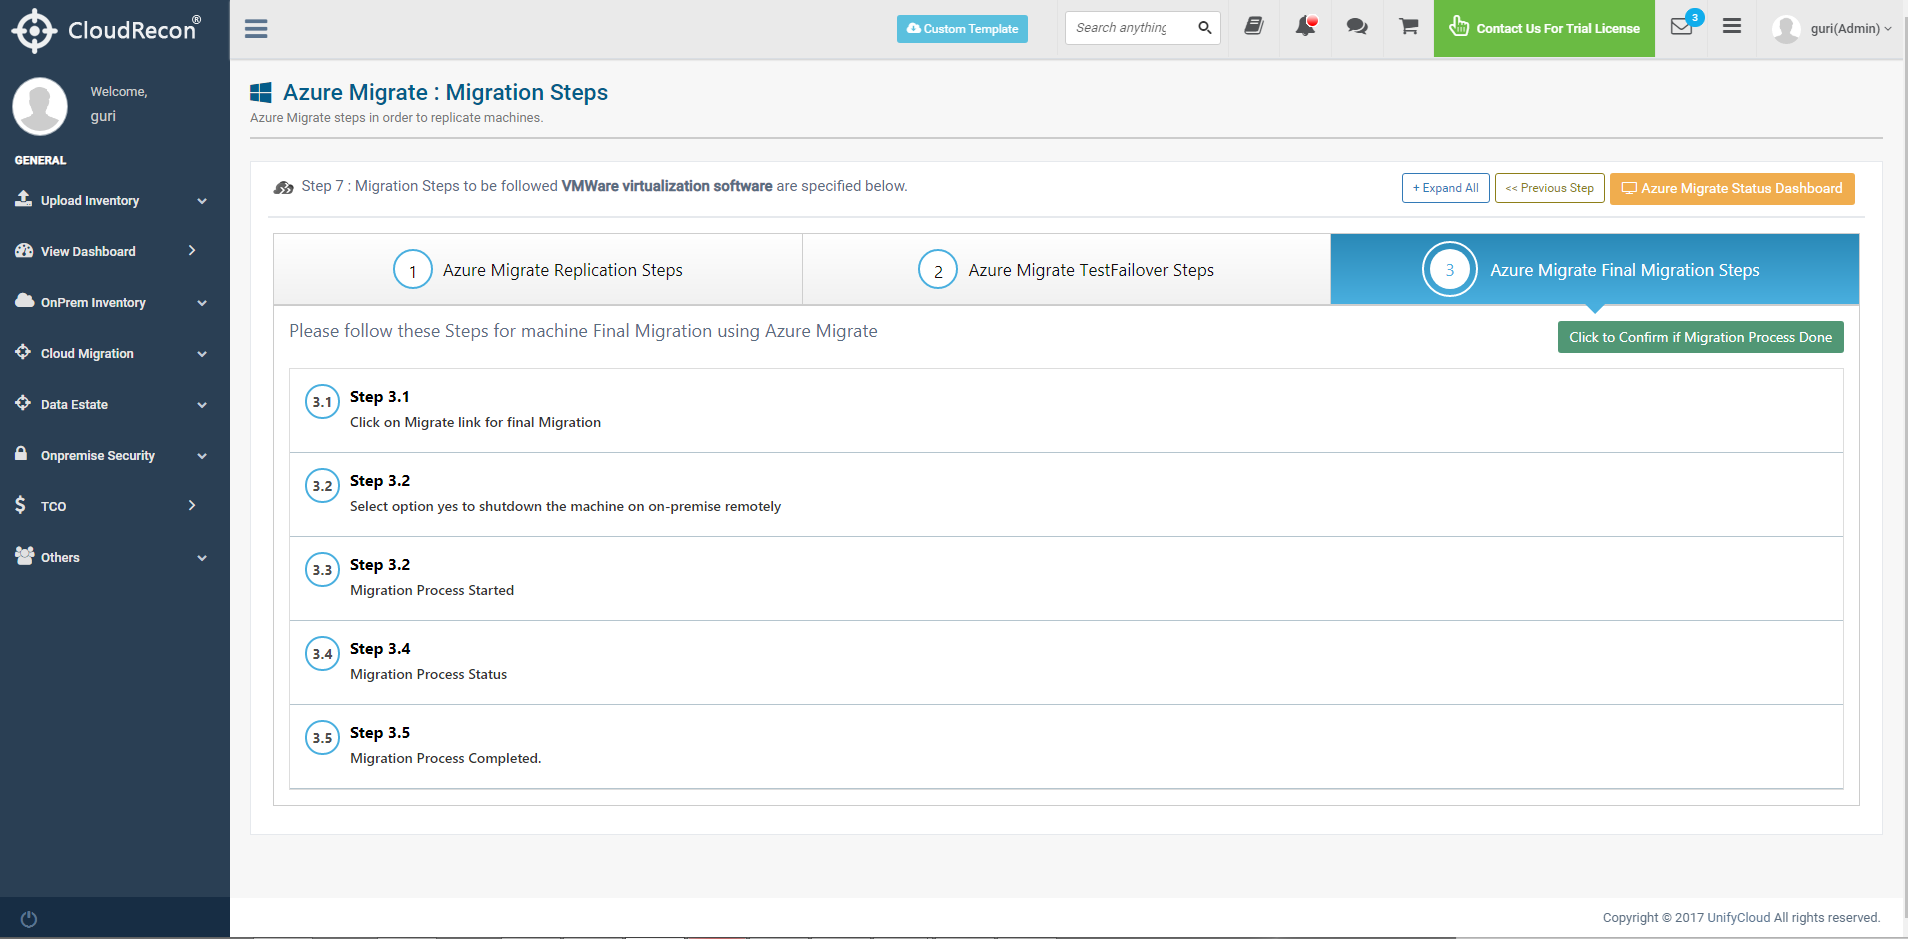 CloudRecon®
Welcome,
guri
GENERAL
Upload Inventory
View Dashboard
OnPrem Inventory
Cloud Migration
Data Estate
Onpremise Security
TCO
Others
Custom Template
Search anything
Contact Us For Trial License
3
guri(Admin)
Azure Migrate : Migration Steps
Azure Migrate steps in order to replicate machines.
Step 7 : Migration Steps to be followed VMWare virtualization software are specified below.
+ Expand All
<< Previous Step
Azure Migrate Status Dashboard
1 Azure Migrate Replication Steps
2 Azure Migrate TestFailover Steps
3 Azure Migrate Final Migration Steps
Please follow these Steps for machine Final Migration using Azure Migrate
Click to Confirm if Migration Process Done
3.1 Step 3.1
Click on Migrate link for final Migration
3.2 Step 3.2
Select option yes to shutdown the machine on on-premise remotely
3.3 Step 3.2
Migration Process Started
3.4 Step 3.4
Migration Process Status
3.5 Step 3.5
Migration Process Completed.
Copyright © 2017 UnifyCloud All rights reserved.